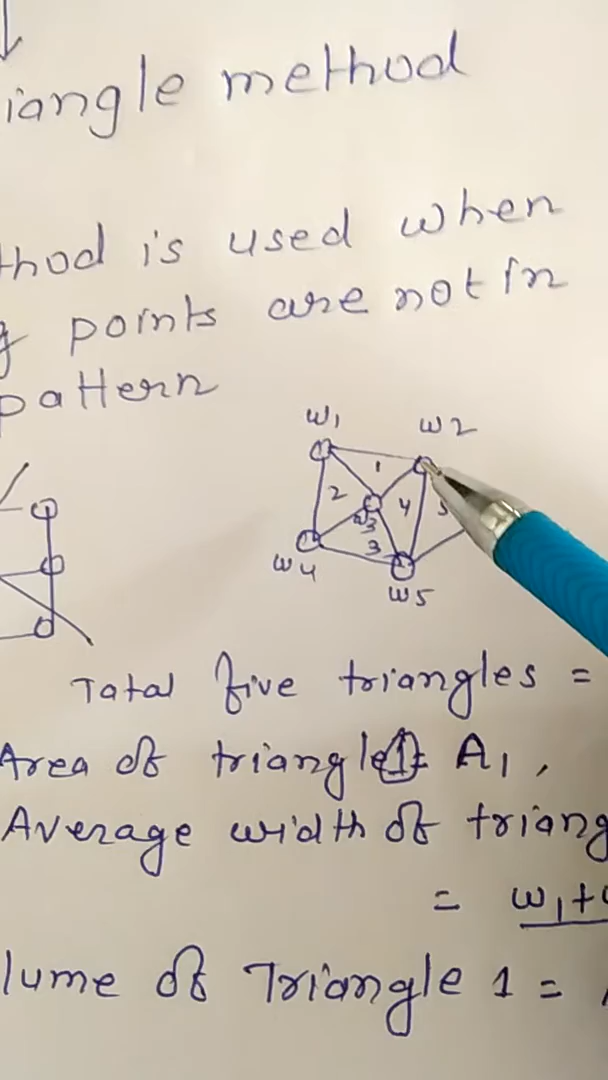 iangle method
thod is used when
g points are not in
pattern
w1 w2
1
2 4 5
w3
3
w4
w5
Total five triangles =
Area of triangle 1 = A1,
Average width of triang
= w1+
lume of Triangle 1 =